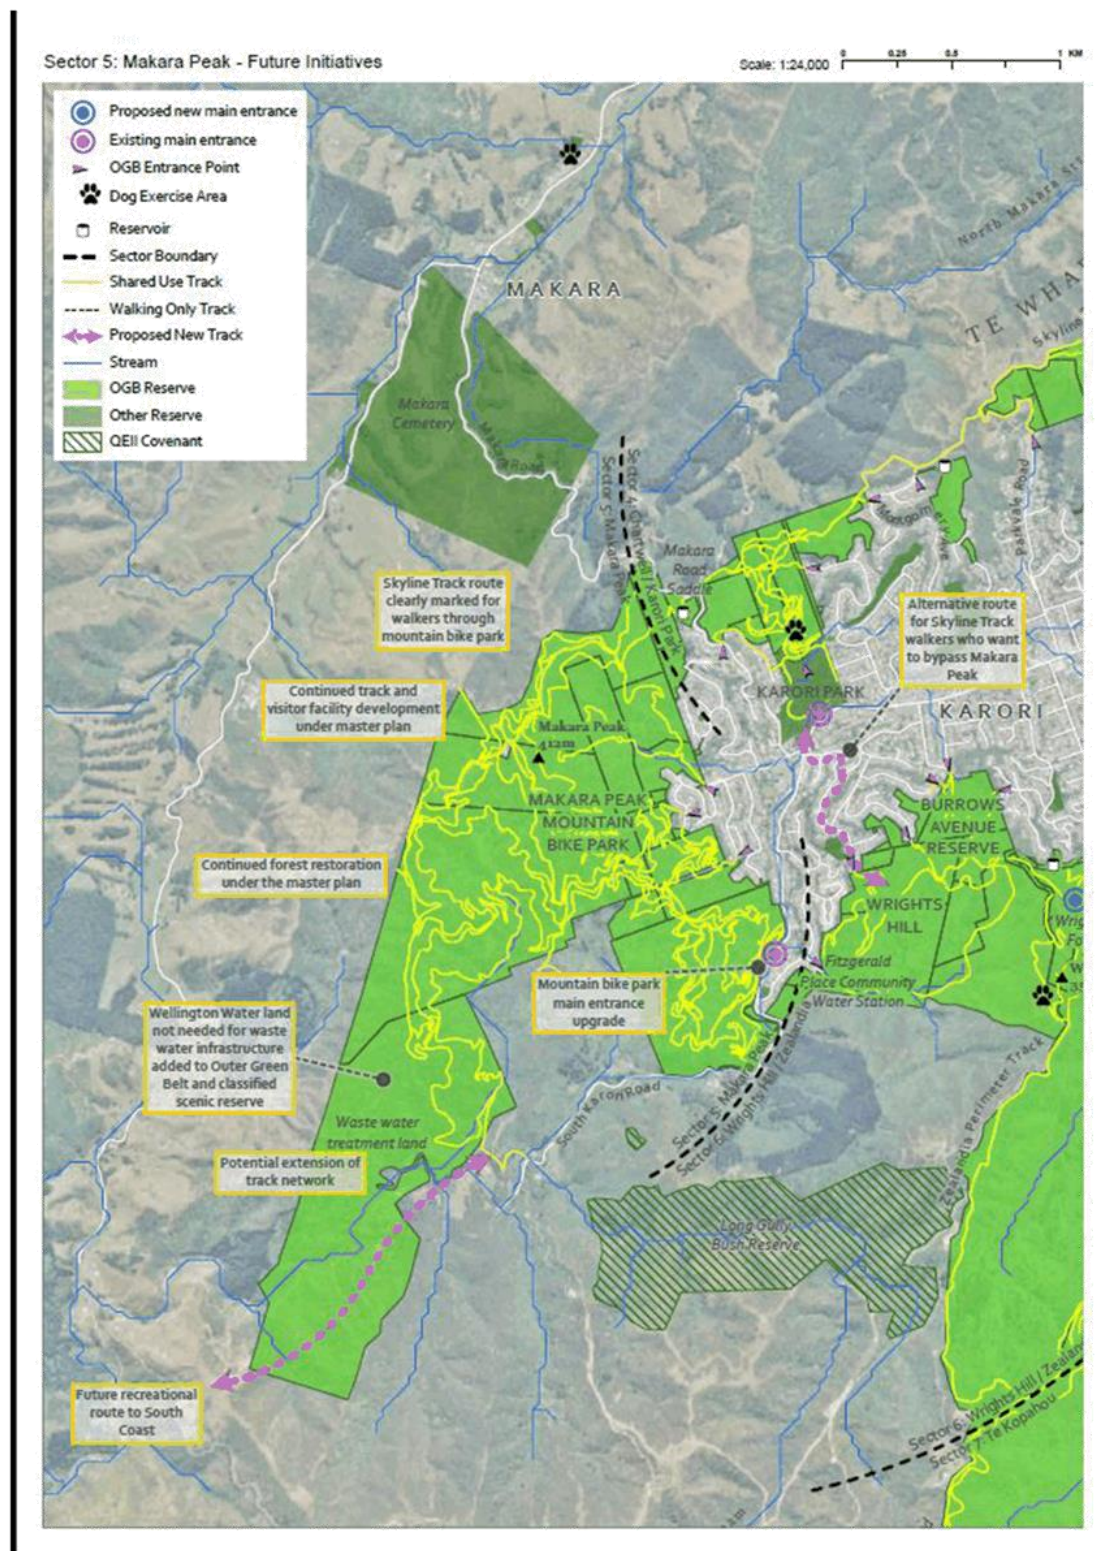 Sector 5: Makara Peak - Future Initiatives
Scale: 1:24,000
0 0.25 0.5 1 KM
Proposed new main entrance
Existing main entrance
OGB Entrance Point
Dog Exercise Area
Reservoir
Sector Boundary
Shared Use Track
Walking Only Track
Proposed New Track
Stream
OGB Reserve
Other Reserve
QEII Covenant
North Makara St
MAKARA
TE WHA
Skyline
Makara
Cemetery
Makara Road
Sector 4: Chartwell / Karori Park
Sector 5: Makara Peak
Makara
Road
Saddle
Parkvale Road
Skyline Track route
clearly marked for
walkers through
mountain bike park
Alternative route
for Skyline Track
walkers who want
to bypass Makara
Peak
Continued track and
visitor facility development
under master plan
KARORI PARK
KARORI
Makara Peak
412m
MAKARA PEAK
MOUNTAIN
BIKE PARK
BURROWS
AVENUE
RESERVE
Continued forest restoration
under the master plan
WRIGHTS
HILL
Wrig
Fo
W
Fitzgerald
Place Community
Water Station
Mountain bike park
main entrance
upgrade
Wellington Water land
not needed for waste
water infrastructure
added to Outer Green
Belt and classified
scenic reserve
Sector 5: Makara Peak
Sector 6: Wrights Hill / Zealandia
South Karori Road
Zealandia Perimeter Track
Waste water
treatment land
Potential extension of
track network
Long Gully
Bush Reserve
Future recreational
route to South
Coast
Sector 6: Wrights Hill / Zealan
Sector 7: Te Kopahou